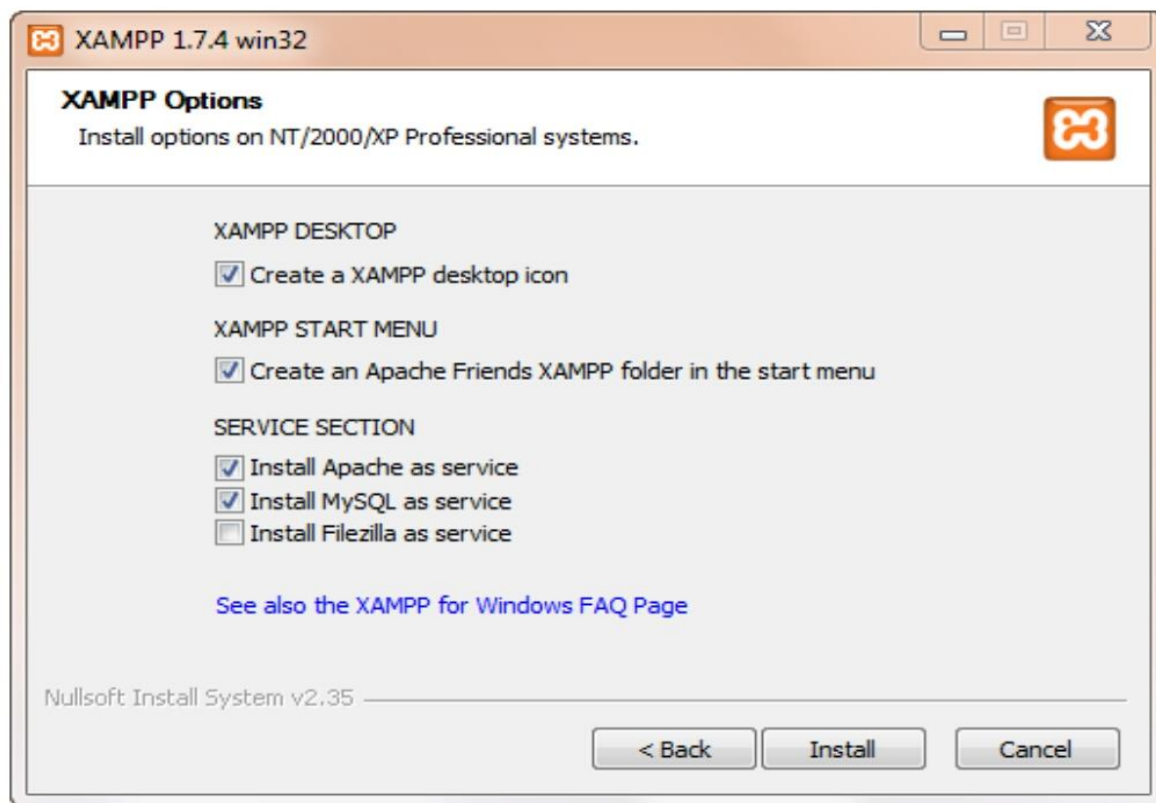 XAMPP 1.7.4 win32
XAMPP Options
Install options on NT/2000/XP Professional systems.
XAMPP DESKTOP
Create a XAMPP desktop icon
XAMPP START MENU
Create an Apache Friends XAMPP folder in the start menu
SERVICE SECTION
Install Apache as service
Install MySQL as service
Install Filezilla as service
See also the XAMPP for Windows FAQ Page
Nullsoft Install System v2.35
< Back Install Cancel